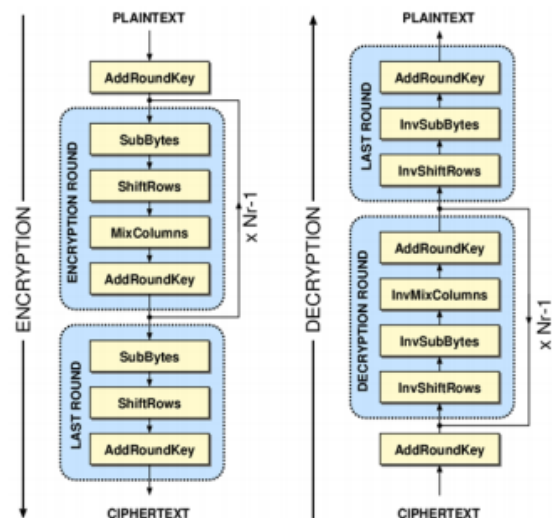 PLAINTEXT
AddRoundKey
SubBytes
ShiftRows
MixColumns
AddRoundKey
ENCRYPTION ROUND
x Nr-1
SubBytes
ShiftRows
AddRoundKey
LAST ROUND
CIPHERTEXT
ENCRYPTION
PLAINTEXT
AddRoundKey
InvSubBytes
InvShiftRows
LAST ROUND
AddRoundKey
InvMixColumns
InvSubBytes
InvShiftRows
DECRYPTION ROUND
x Nr-1
AddRoundKey
CIPHERTEXT
DECRYPTION